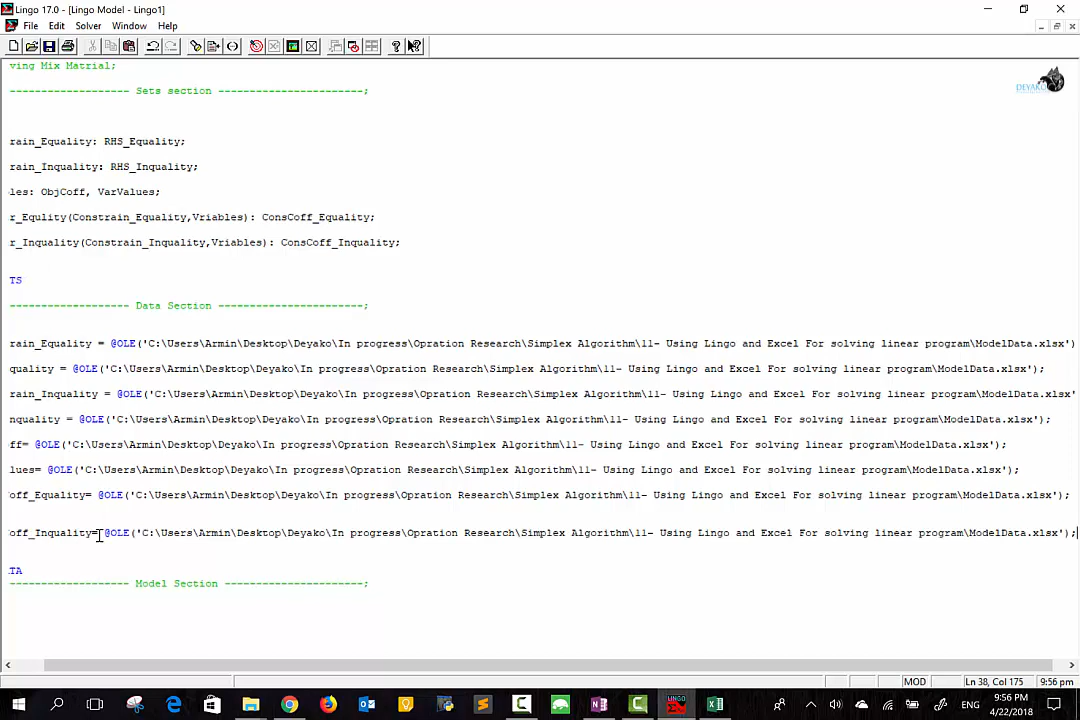 Lingo 17.0 - [Lingo Model - Lingo1]
File Edit Solver Window Help
ving Mix Matrial;
DEYAKO
------------------- Sets section -----------------------;
rain_Equality: RHS_Equality;
rain_Inquality: RHS_Inquality;
les: ObjCoff, VarValues;
r_Equlity(Constrain_Equality,Vriables): ConsCoff_Equality;
r_Inquality(Constrain_Inquality,Vriables): ConsCoff_Inquality;
TS
------------------- Data Section -----------------------;
rain_Equality = @OLE('C:\Users\Armin\Desktop\Deyako\In progress\Opration Research\Simplex Algorithm\11- Using Lingo and Excel For solving linear program\ModelData.xlsx')
quality = @OLE('C:\Users\Armin\Desktop\Deyako\In progress\Opration Research\Simplex Algorithm\11- Using Lingo and Excel For solving linear program\ModelData.xlsx');
rain_Inquality = @OLE('C:\Users\Armin\Desktop\Deyako\In progress\Opration Research\Simplex Algorithm\11- Using Lingo and Excel For solving linear program\ModelData.xlsx'
nquality = @OLE('C:\Users\Armin\Desktop\Deyako\In progress\Opration Research\Simplex Algorithm\11- Using Lingo and Excel For solving linear program\ModelData.xlsx');
ff= @OLE('C:\Users\Armin\Desktop\Deyako\In progress\Opration Research\Simplex Algorithm\11- Using Lingo and Excel For solving linear program\ModelData.xlsx');
lues= @OLE('C:\Users\Armin\Desktop\Deyako\In progress\Opration Research\Simplex Algorithm\11- Using Lingo and Excel For solving linear program\ModelData.xlsx');
off_Equality= @OLE('C:\Users\Armin\Desktop\Deyako\In progress\Opration Research\Simplex Algorithm\11- Using Lingo and Excel For solving linear program\ModelData.xlsx');
off_Inquality= @OLE('C:\Users\Armin\Desktop\Deyako\In progress\Opration Research\Simplex Algorithm\11- Using Lingo and Excel For solving linear program\ModelData.xlsx');
TA
------------------- Model Section -----------------------;
MOD Ln 38, Col 175 9:56 pm
ENG 9:56 PM
4/22/2018